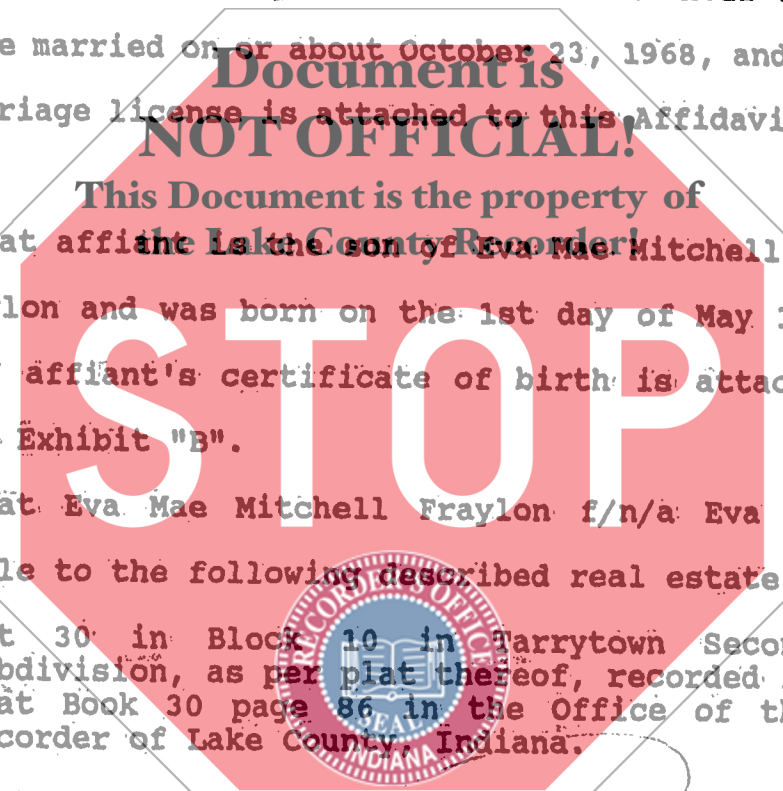 e married on or about October 23, 1968, and
Document is
riage license is attached to this Affidavi
NOT OFFICIAL!
This Document is the property of
the Lake County Recorder!
at affiant is the son of Eva Mae Mitchell
lon and was born on the 1st day of May
STOP
affiant's certificate of birth is attac
Exhibit "B".
at Eva Mae Mitchell Fraylon f/n/a Eva
le to the following described real estate
RECORDER'S OFFICE
t 30 in Block 10 in Tarrytown Seco
bdivision, as per plat thereof, recorded
at Book 30 page 86 in the Office of th
SEAL
corder of Lake County, Indiana.
INDIANA